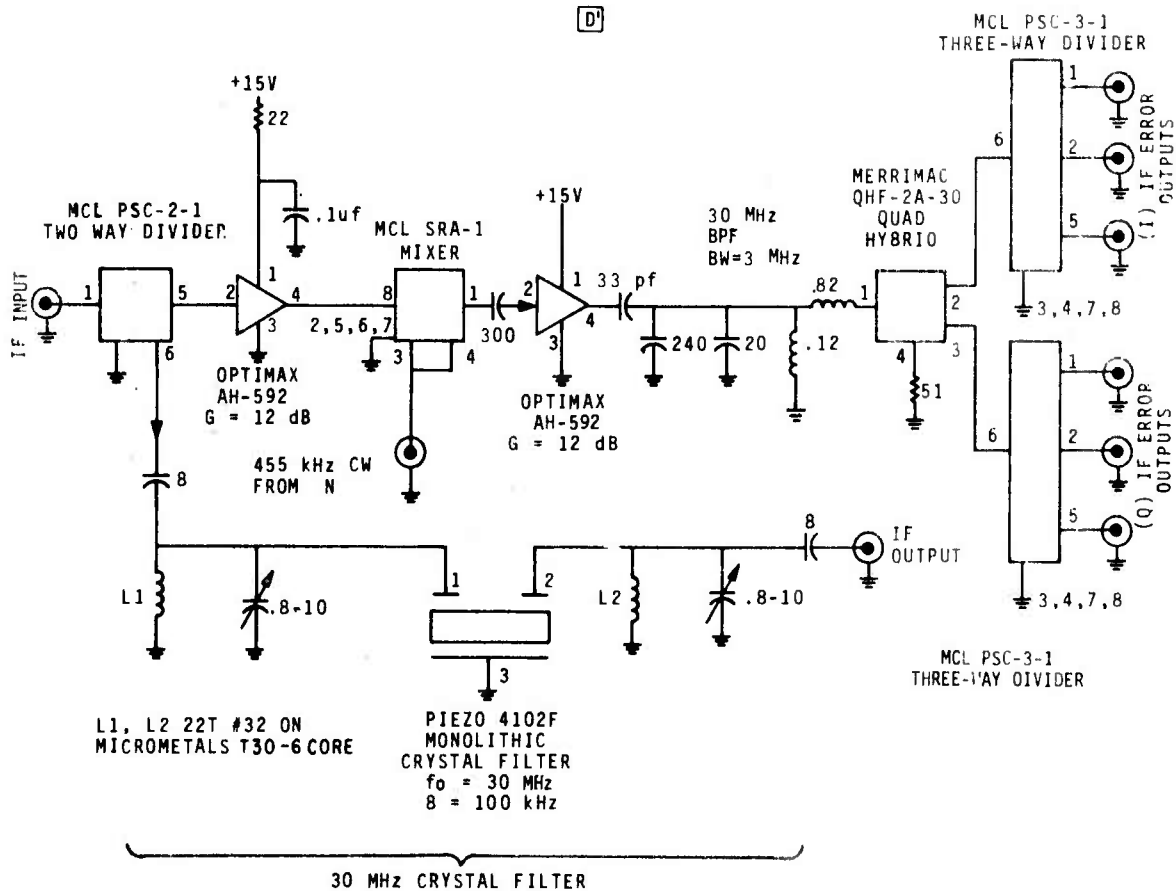 D'
MCL PSC-3-1
THREE-WAY DIVIDER
+15V
22
.1uf
MCL PSC-2-1
TWO WAY DIVIDER
MCL SRA-1
MIXER
+15V
30 MHz
BPF
BW=3 MHz
MERRIMAC
QHF-2A-30
QUAD
HY8RIO
6
1
2
5
(I) IF ERROR
OUTPUTS
3,4,7,8
IF INPUT
1
5
6
2
1
4
3
OPTIMAX
AH-592
G = 12 dB
8
2,5,6,7
3
4
1
300
455 kHz CW
FROM N
2
1
4
3
OPTIMAX
AH-592
G = 12 dB
33 pf
240
20
.12
.82
1
2
3
4
51
6
1
2
5
(Q) IF ERROR
OUTPUTS
3,4,7,8
MCL PSC-3-1
THREE-WAY OIVIDER
8
L1
.8-10
1
2
3
L2
.8-10
8
IF
OUTPUT
L1, L2 22T #32 ON
MICROMETALS T30-6 CORE
PIEZO 4102F
MONOLITHIC
CRYSTAL FILTER
fo = 30 MHz
8 = 100 kHz
30 MHz CRYSTAL FILTER